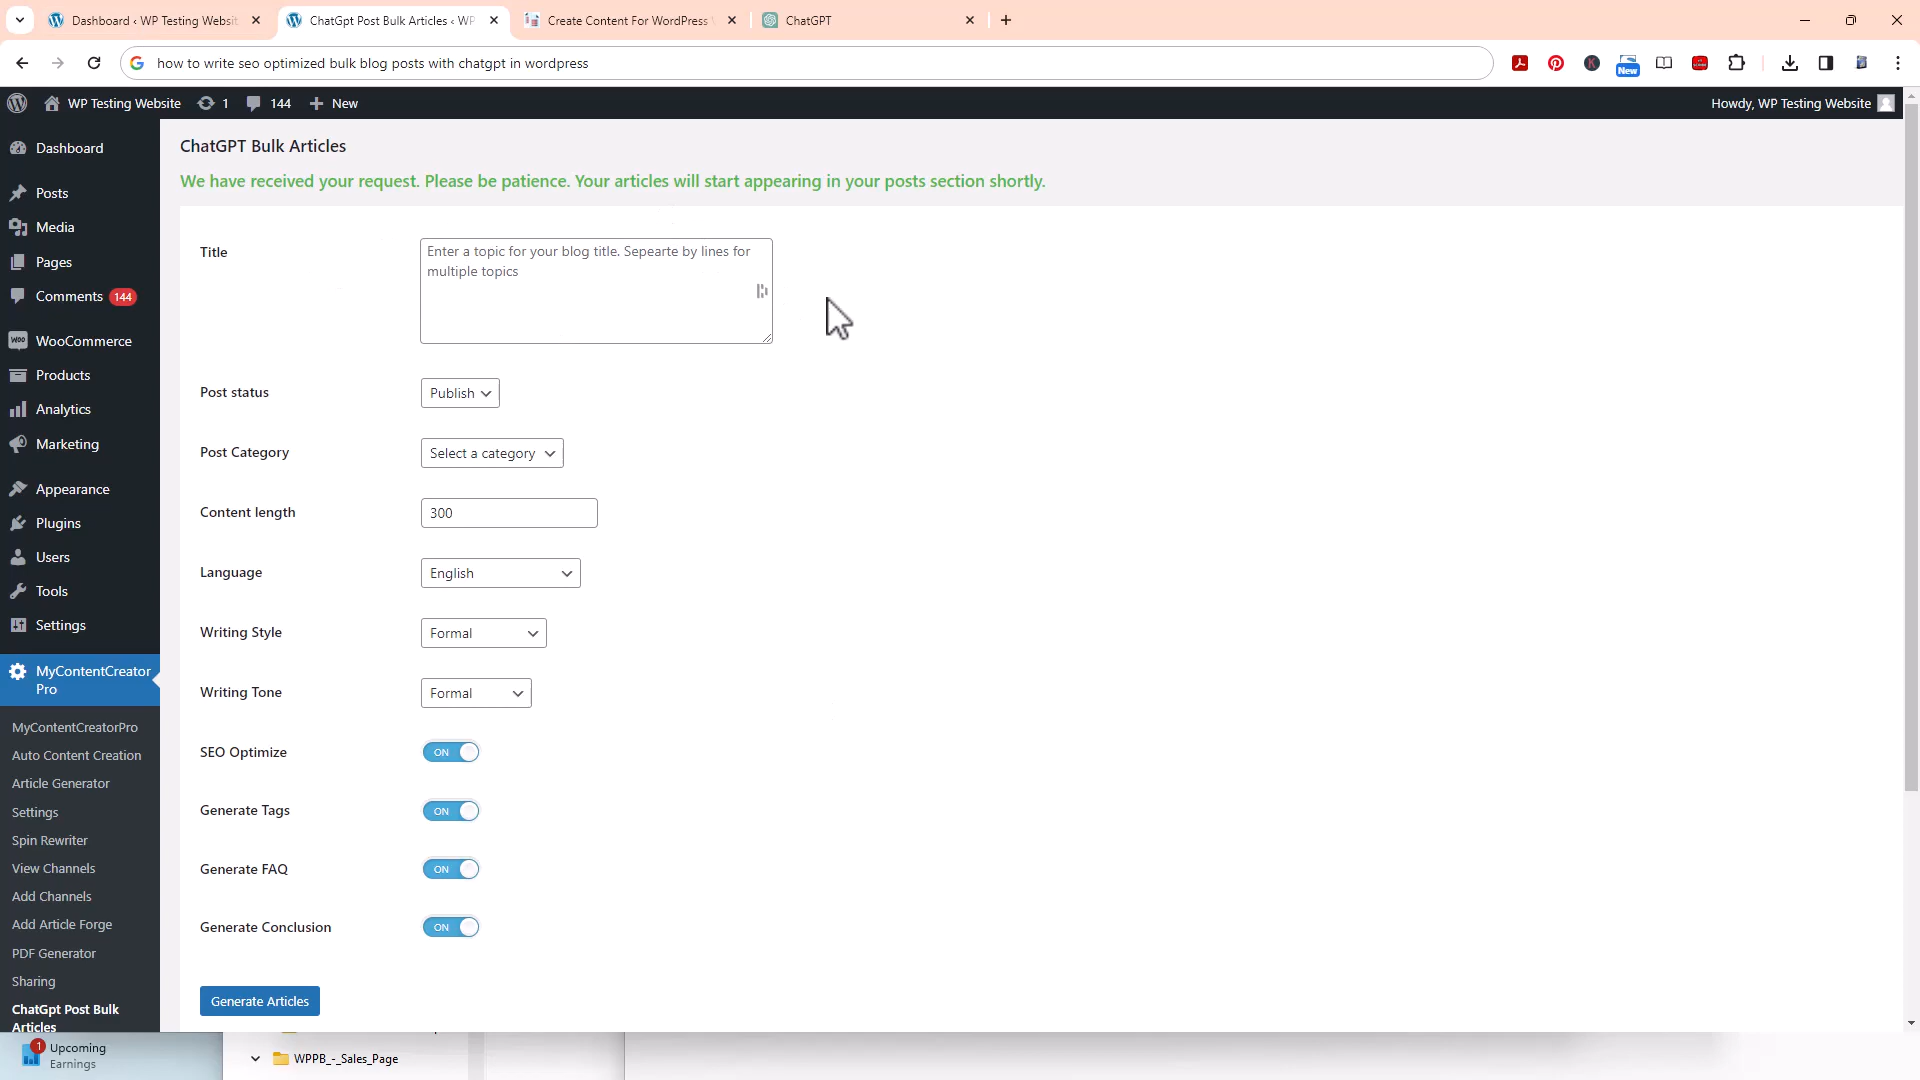 Dashboard ‹ WP Testing Websit
ChatGpt Post Bulk Articles ‹ WP
Create Content For WordPress
ChatGPT
how to write seo optimized bulk blog posts with chatgpt in wordpress
New
WP Testing Website
1
144
New
Howdy, WP Testing Website
Dashboard
Posts
Media
Pages
Comments 144
WooCommerce
Products
Analytics
Marketing
Appearance
Plugins
Users
Tools
Settings
MyContentCreator
Pro
MyContentCreatorPro
Auto Content Creation
Article Generator
Settings
Spin Rewriter
View Channels
Add Channels
Add Article Forge
PDF Generator
Sharing
ChatGpt Post Bulk
Articles
ChatGPT Bulk Articles
We have received your request. Please be patience. Your articles will start appearing in your posts section shortly.
Title
Enter a topic for your blog title. Sepearte by lines for
multiple topics
Post status
Publish
Post Category
Select a category
Content length
300
Language
English
Writing Style
Formal
Writing Tone
Formal
SEO Optimize
ON
Generate Tags
ON
Generate FAQ
ON
Generate Conclusion
ON
Generate Articles
1
Upcoming
Earnings
WPPB_-_Sales_Page